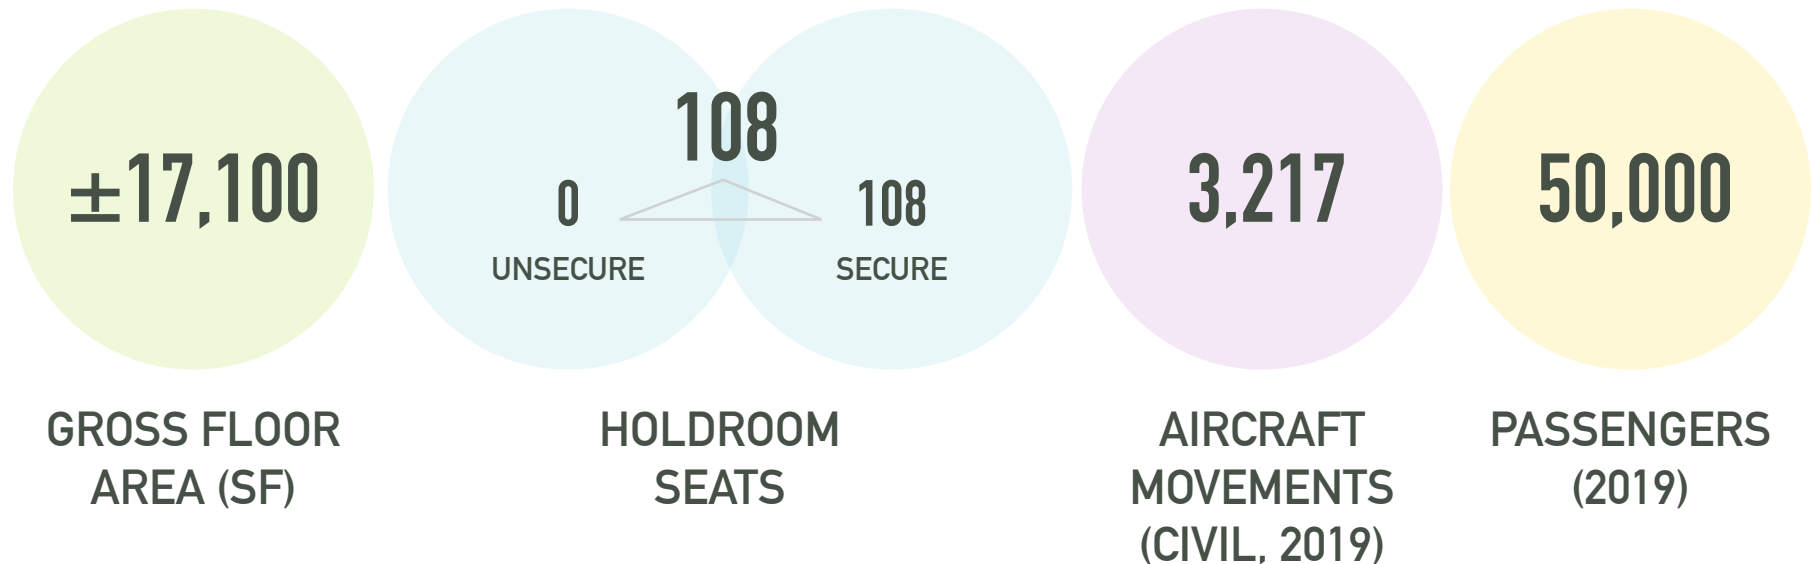 ±17,100
GROSS FLOOR
AREA (SF)
108
0
108
UNSECURE
SECURE
HOLDROOM
SEATS
3,217
AIRCRAFT
MOVEMENTS
(CIVIL, 2019)
50,000
PASSENGERS
(2019)